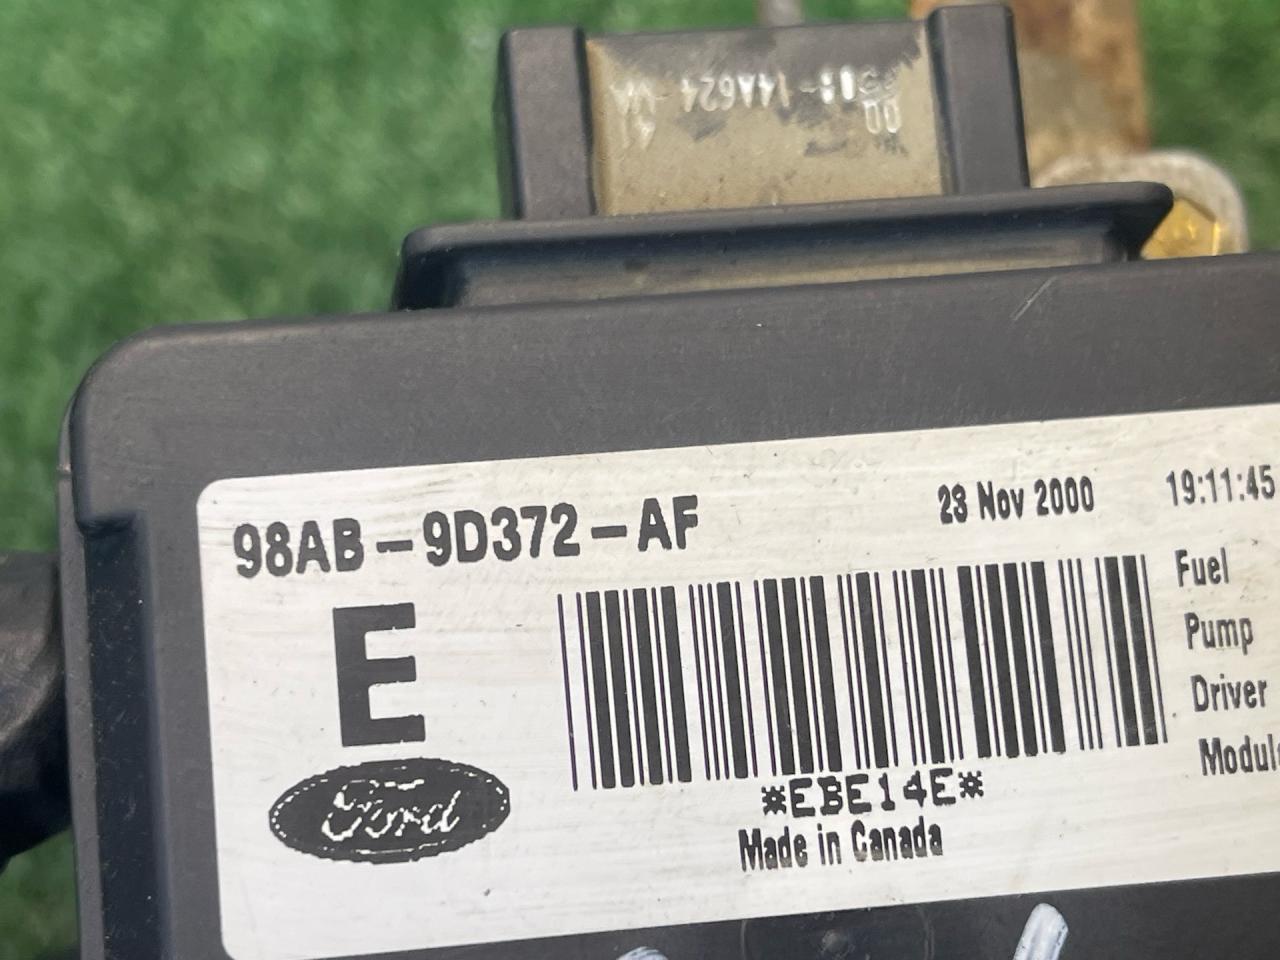 98AB-9D372-AF
23 Nov 2000
19:11:45
E
Fuel
Pump
Driver
Ford
*EBE14E*
Made in Canada